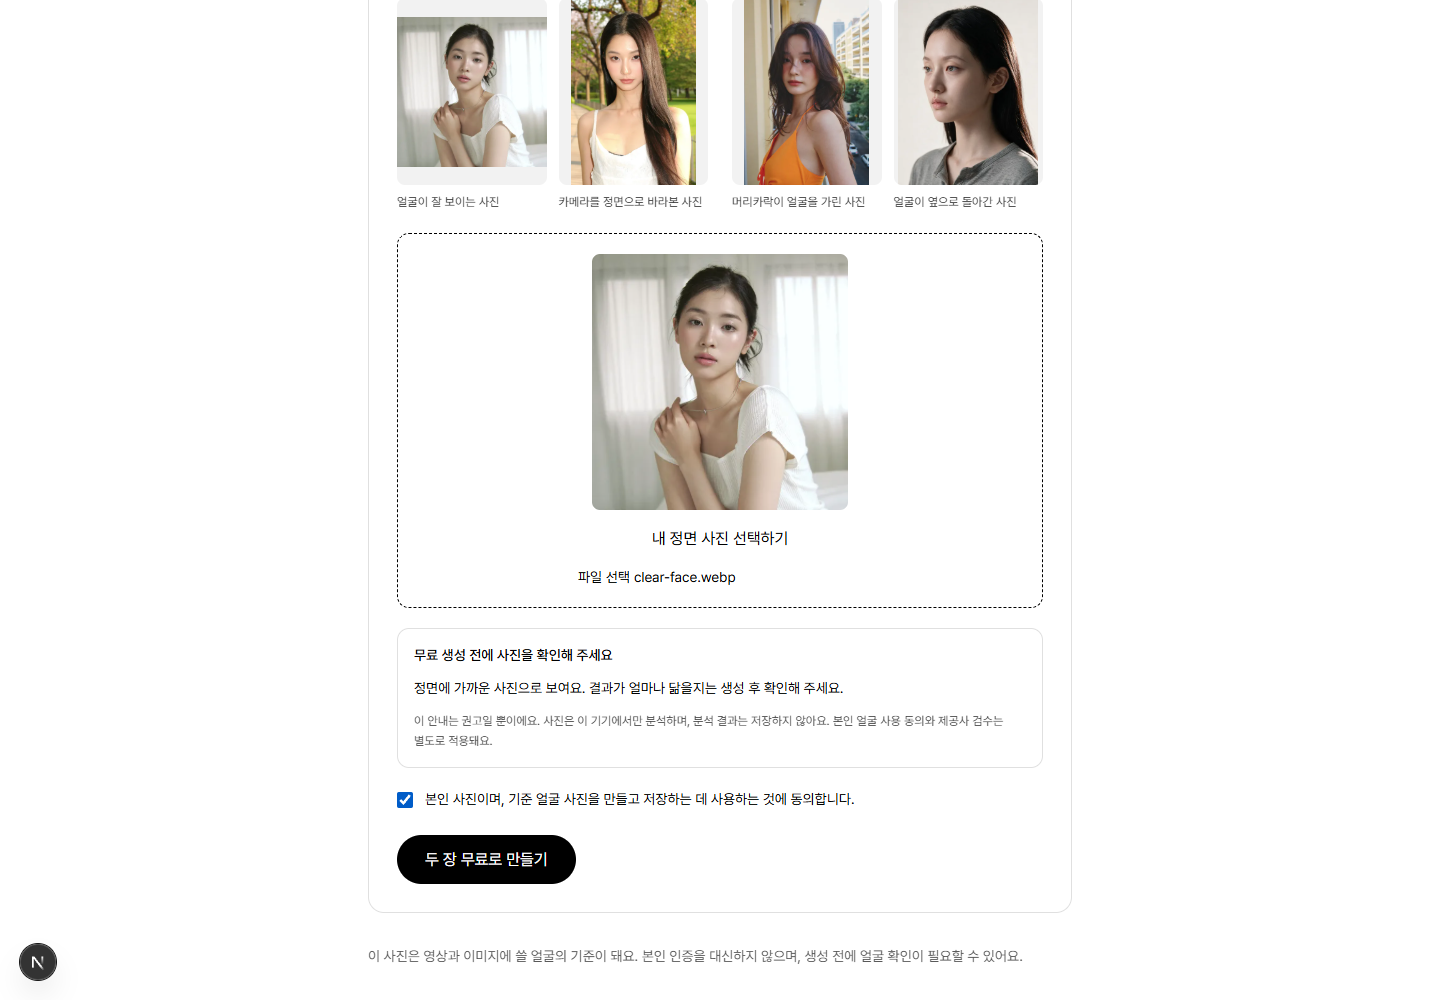 얼굴이 잘 보이는 사진
카메라를 정면으로 바라본 사진
머리카락이 얼굴을 가린 사진
얼굴이 옆으로 돌아간 사진
내 정면 사진 선택하기
파일 선택 clear-face.webp
무료 생성 전에 사진을 확인해 주세요
정면에 가까운 사진으로 보여요. 결과가 얼마나 닮을지는 생성 후 확인해 주세요.
이 안내는 권고일 뿐이에요. 사진은 이 기기에서만 분석하며, 분석 결과는 저장하지 않아요. 본인 얼굴 사용 동의와 제공사 검수는
별도로 적용돼요.
본인 사진이며, 기준 얼굴 사진을 만들고 저장하는 데 사용하는 것에 동의합니다.
두 장 무료로 만들기
N
이 사진은 영상과 이미지에 쓸 얼굴의 기준이 돼요. 본인 인증을 대신하지 않으며, 생성 전에 얼굴 확인이 필요할 수 있어요.